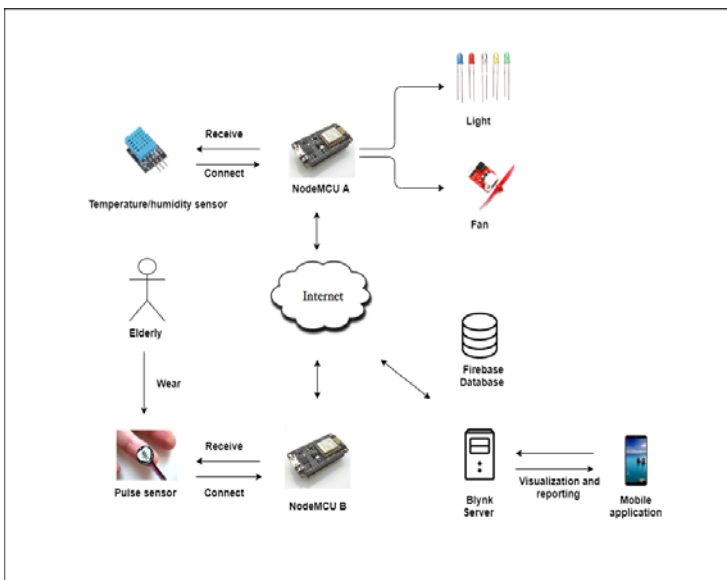 Light
Receive
Connect
NodeMCU A
Temperature/humidity sensor
Fan
Internet
Elderly
Firebase
Database
Wear
Receive
Connect
Pulse sensor
NodeMCU B
Visualization and
reporting
Blynk
Server
Mobile
application